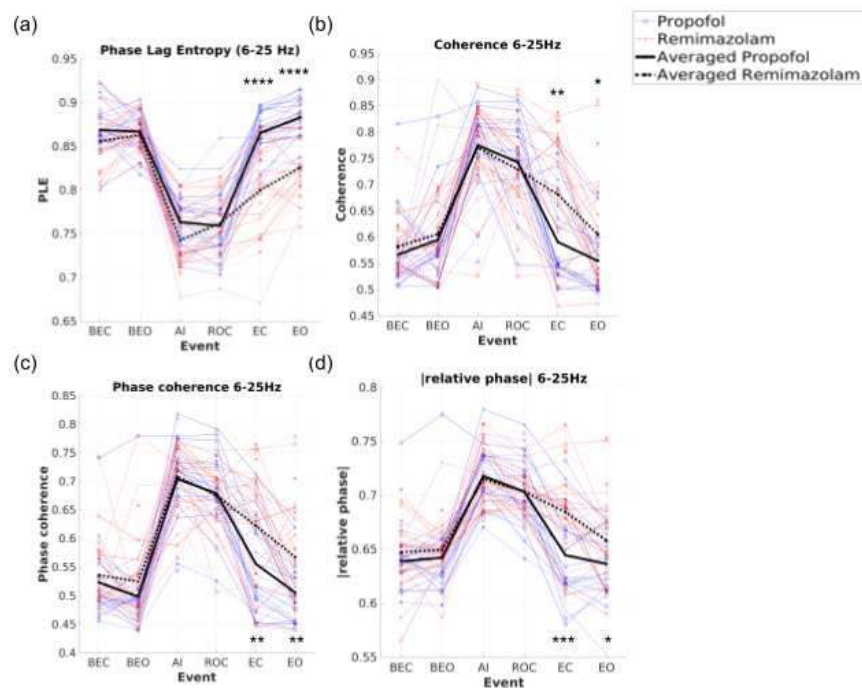 (a)
Phase Lag Entropy (6-25 Hz)
0.95
0.9
0.85
0.8
0.75
0.7
0.65
PLE
**** ****
BEC BEO AI ROC EC EO
Event
(b)
Coherence 6-25Hz
0.95
0.9
0.85
0.8
0.75
0.7
0.65
0.6
0.55
0.5
0.45
Coherence
** *
BEC BEO AI ROC EC EO
Event
Propofol
Remimazolam
Averaged Propofol
Averaged Remimazolam
(c)
Phase coherence 6-25Hz
0.85
0.8
0.75
0.7
0.65
0.6
0.55
0.5
0.45
0.4
Phase coherence
** **
BEC BEO AI ROC EC EO
Event
(d)
|relative phase| 6-25Hz
0.8
0.75
0.7
0.65
0.6
0.55
|relative phase|
*** *
BEC BEO AI ROC EC EO
Event